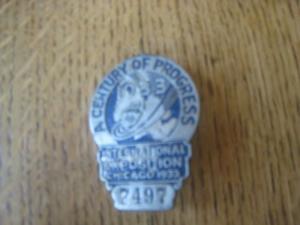 A CENTURY OF PROGRESS
INTERNATIONAL
EXPOSITION
CHICAGO 1933
7497